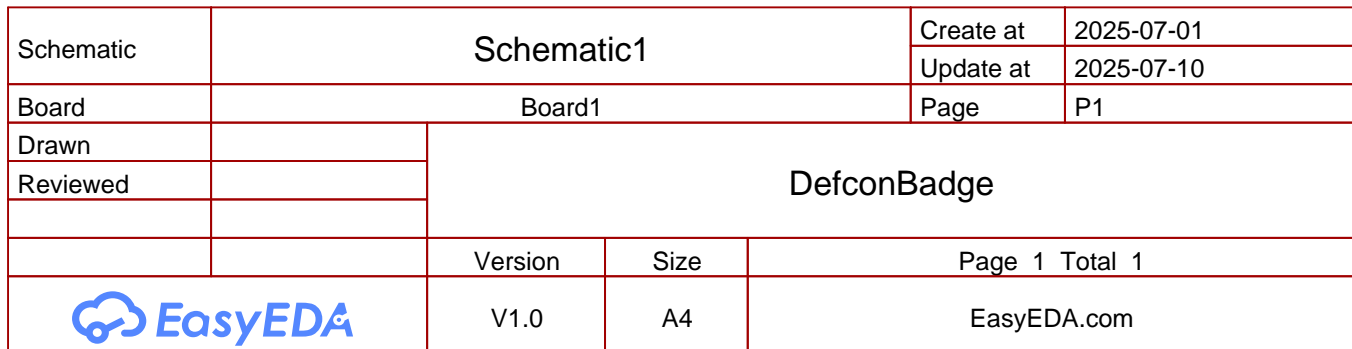 Schematic
Schematic1
Create at 2025-07-01
Update at 2025-07-10
Board Board1 Page P1
Drawn
Reviewed
DefconBadge
Version Size Page 1 Total 1
EasyEDA V1.0 A4 EasyEDA.com